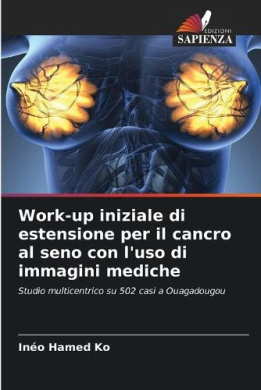 EDIZIONI
SAPIENZA
Work-up iniziale di
estensione per il cancro
al seno con l'uso di
immagini mediche
Studio multicentrico su 502 casi a Ouagadougou
Inéo Hamed Ko